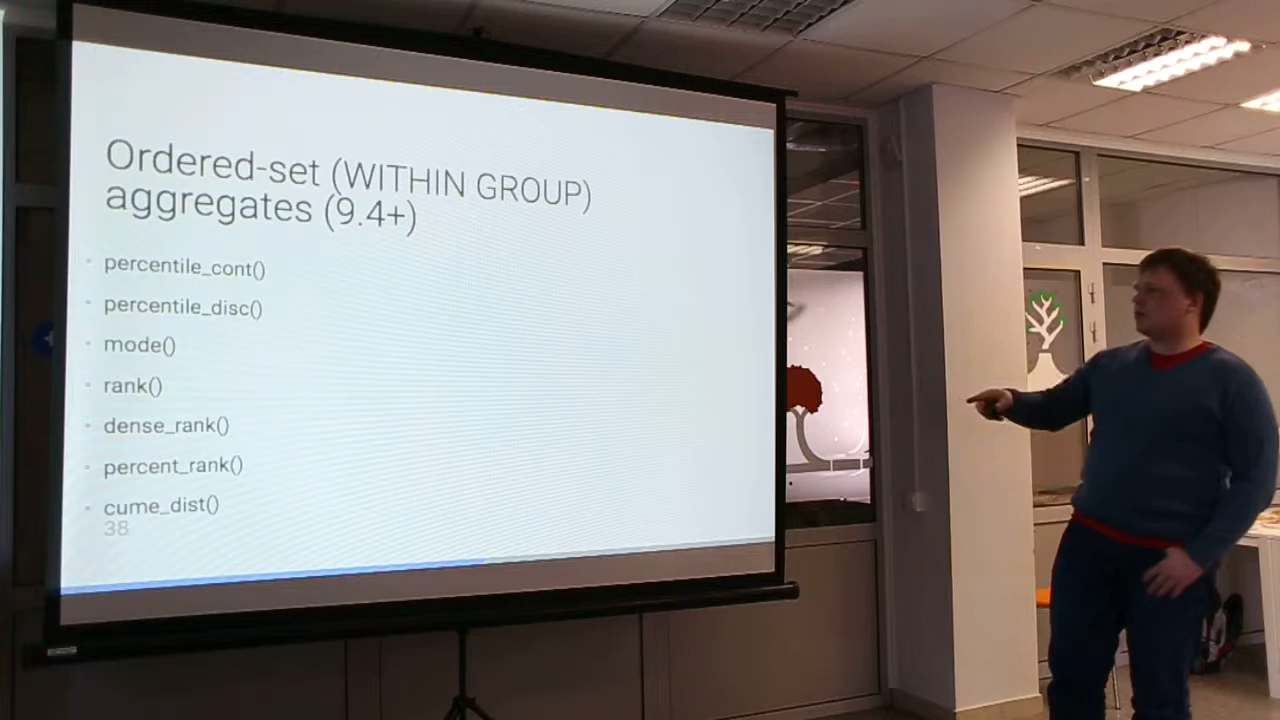 Ordered-set (WITHIN GROUP)
aggregates (9.4+)
percentile_cont()
percentile_disc()
mode()
rank()
dense_rank()
percent_rank()
cume_dist()
38